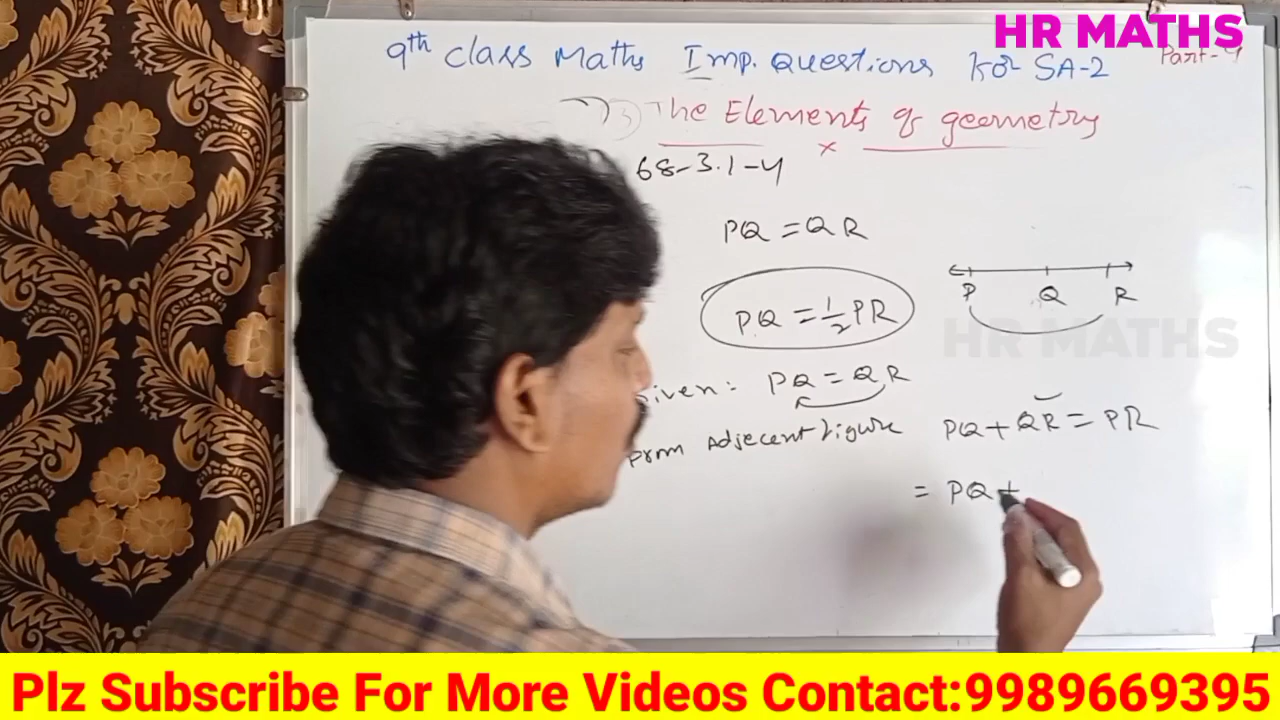 HR MATHS
9th class Maths Imp. Questions for SA-2
Part-4
The Elements of geometry
68-3.1-4
PQ = QR
P Q R
PQ = 1/2 PR
HR MATHS
iven: PQ = QR
From Adjecent figure PQ + QR = PR
= PQ +
Plz Subscribe For More Videos Contact:9989669395